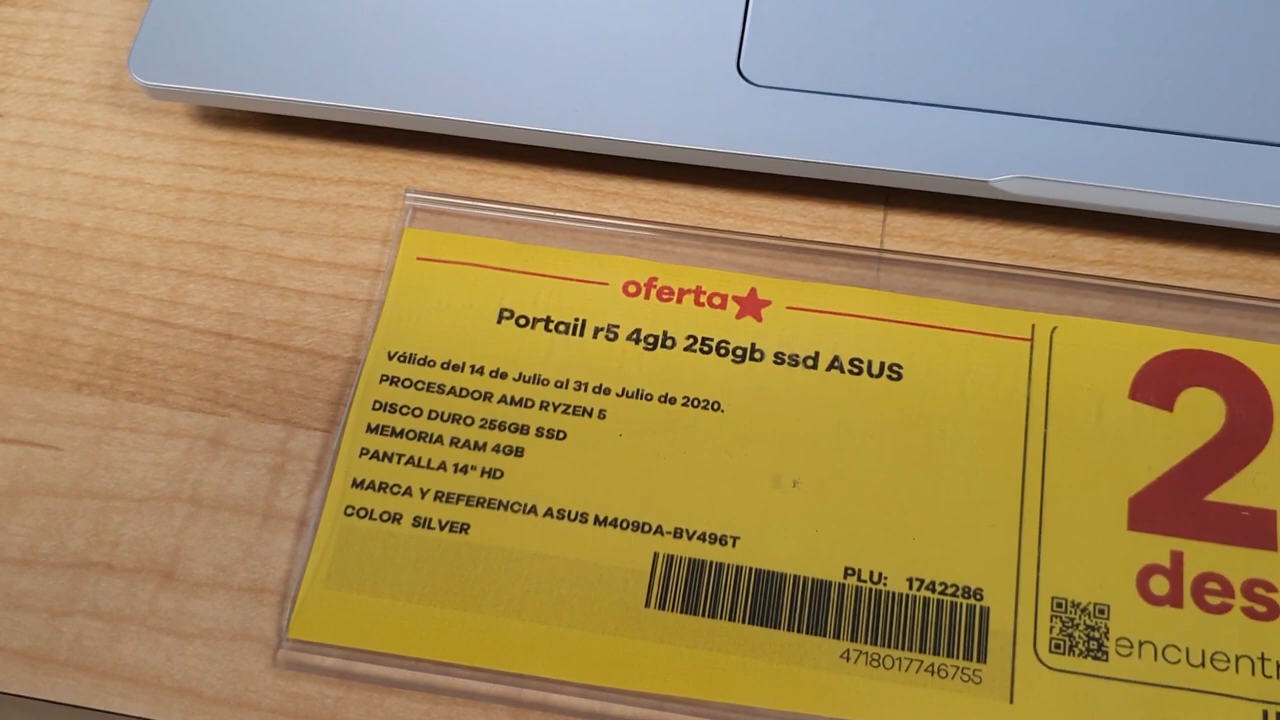 oferta
Portail r5 4gb 256gb ssd ASUS
Válido del 14 de Julio al 31 de Julio de 2020.
PROCESADOR AMD RYZEN 5
DISCO DURO 256GB SSD
MEMORIA RAM 4GB
PANTALLA 14" HD
MARCA Y REFERENCIA ASUS M409DA-BV496T
COLOR SILVER
PLU: 1742286
4718017746755
2
des
encuent